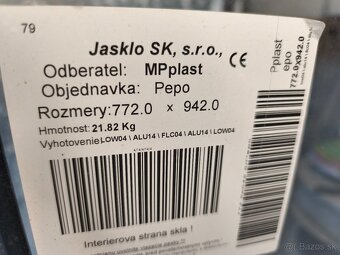 79
Jasklo SK, s.r.o.,
CE
Odberatel: MPplast
Objednavka: Pepo
Rozmery:772.0 x 942.0
Hmotnost: 21.82 Kg
Vyhotovenie:LOW04 \ ALU14 \ FLC04 \ ALU14 \ LOW04
Interierova strana skla !
Pplast
epo
772.0x942.0
bazos.sk